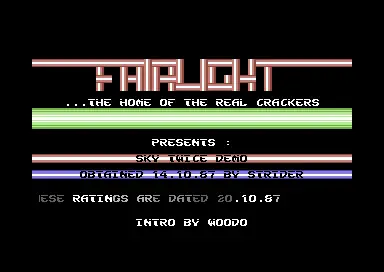 FAIRLIGHT
...THE HOME OF THE REAL CRACKERS
PRESENTS :
SKY TWICE DEMO
OBTAINED 14.10.87 BY STRIDER
ESE RATINGS ARE DATED 20.10.87
INTRO BY WOODO